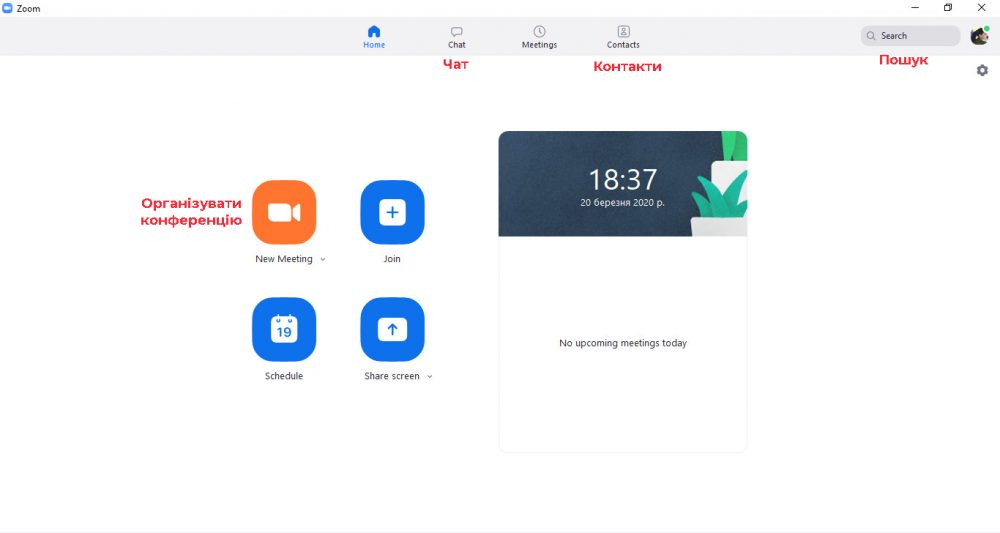 Zoom
Home
Chat
Meetings
Contacts
Search
Чат
Контакти
Пошук
18:37
20 березня 2020 р.
Організувати
конференцію
New Meeting
Join
19
Schedule
Share screen
No upcoming meetings today